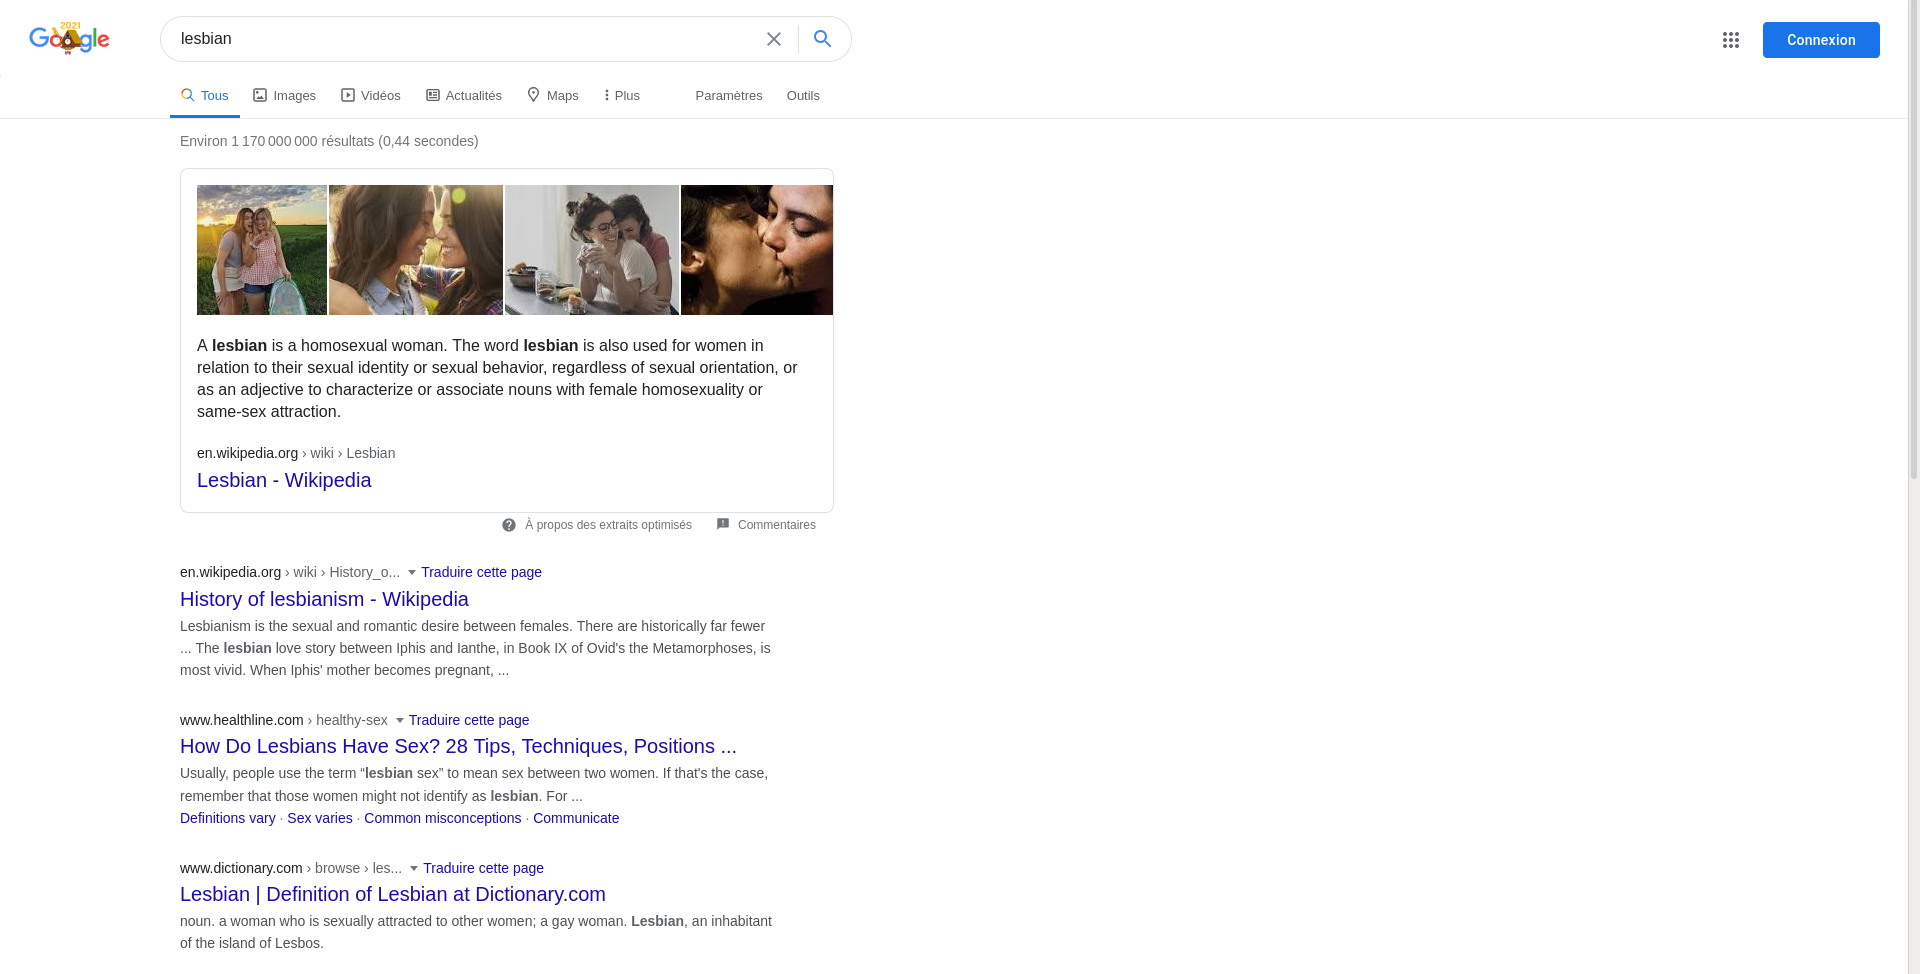 2021
Google
lesbian
Tous
Images
Vidéos
Actualités
Maps
Plus
Paramètres
Outils
Connexion
Environ 1 170 000 000 résultats (0,44 secondes)
A lesbian is a homosexual woman. The word lesbian is also used for women in
relation to their sexual identity or sexual behavior, regardless of sexual orientation, or
as an adjective to characterize or associate nouns with female homosexuality or
same-sex attraction.
en.wikipedia.org › wiki › Lesbian
Lesbian - Wikipedia
À propos des extraits optimisés
Commentaires
en.wikipedia.org › wiki › History_o... Traduire cette page
History of lesbianism - Wikipedia
Lesbianism is the sexual and romantic desire between females. There are historically far fewer
... The lesbian love story between Iphis and Ianthe, in Book IX of Ovid's the Metamorphoses, is
most vivid. When Iphis' mother becomes pregnant, ...
www.healthline.com › healthy-sex Traduire cette page
How Do Lesbians Have Sex? 28 Tips, Techniques, Positions ...
Usually, people use the term “lesbian sex” to mean sex between two women. If that's the case,
remember that those women might not identify as lesbian. For ...
Definitions vary · Sex varies · Common misconceptions · Communicate
www.dictionary.com › browse › les... Traduire cette page
Lesbian | Definition of Lesbian at Dictionary.com
noun. a woman who is sexually attracted to other women; a gay woman. Lesbian, an inhabitant
of the island of Lesbos.